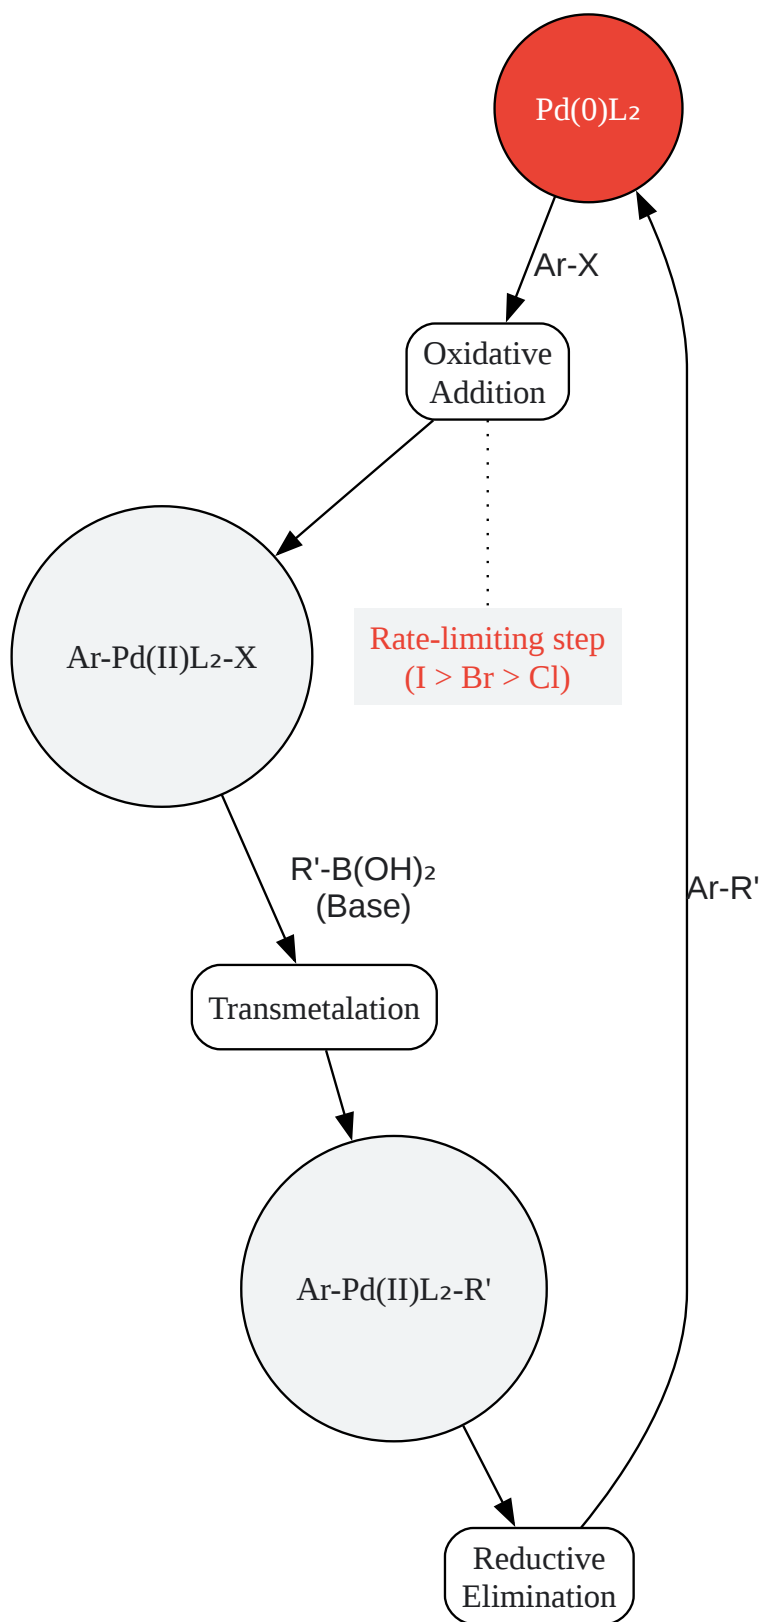 Pd(0)L₂
Ar-X
Oxidative
Addition
Rate-limiting step
(I > Br > Cl)
Ar-Pd(II)L₂-X
R'-B(OH)₂
(Base)
Ar-R'
Transmetalation
Ar-Pd(II)L₂-R'
Reductive
Elimination